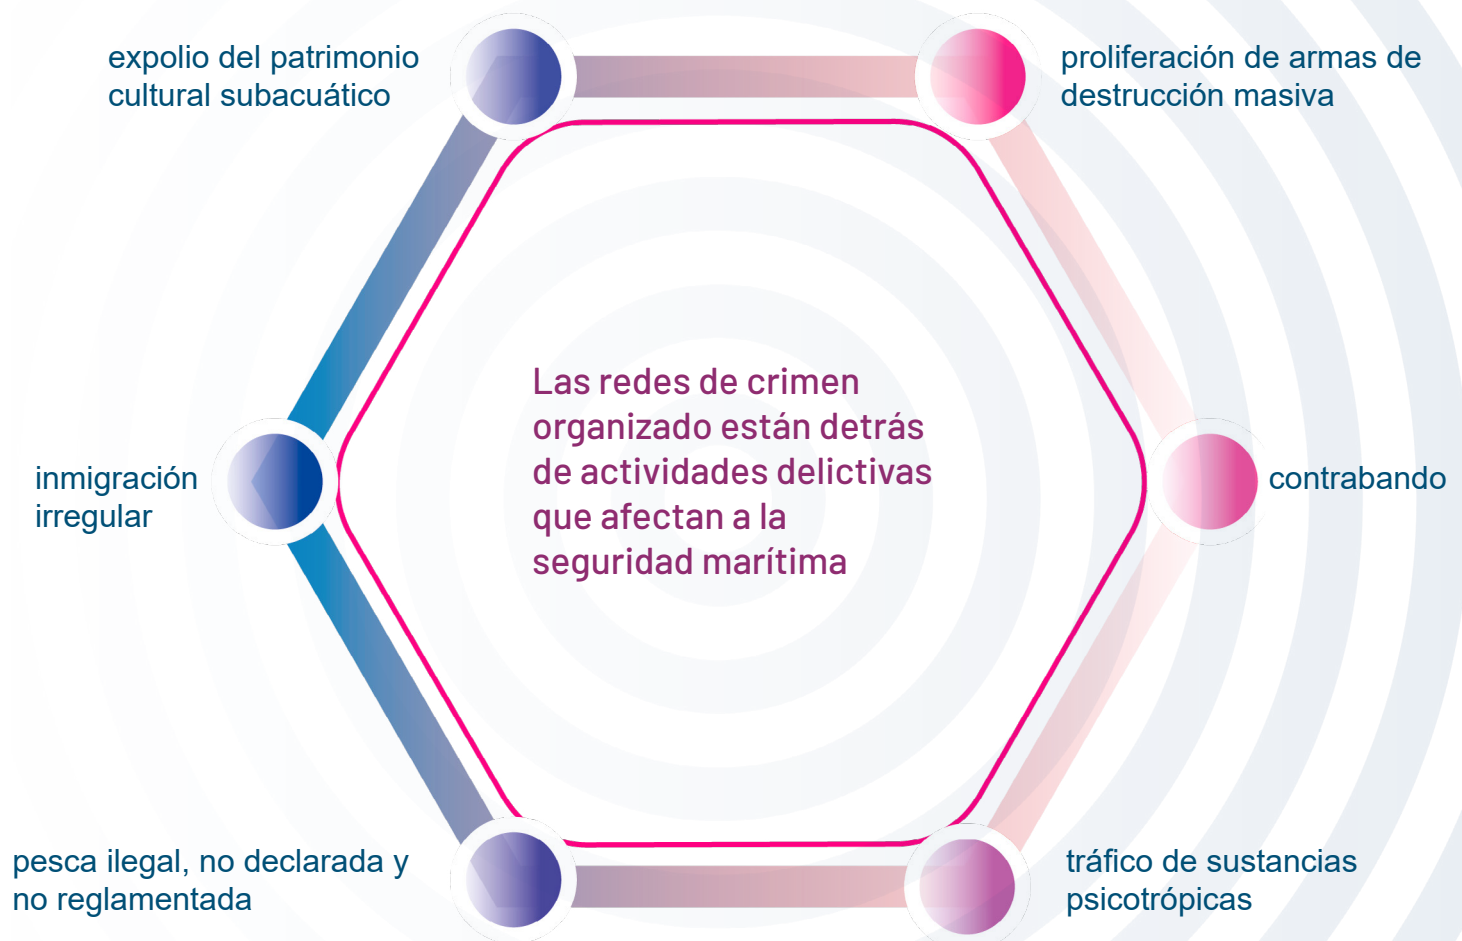 expolio del patrimonio
cultural subacuático
proliferación de armas de
destrucción masiva
Las redes de crimen
organizado están detrás
de actividades delictivas
que afectan a la
seguridad marítima
inmigración
irregular
contrabando
pesca ilegal, no declarada y
no reglamentada
tráfico de sustancias
psicotrópicas